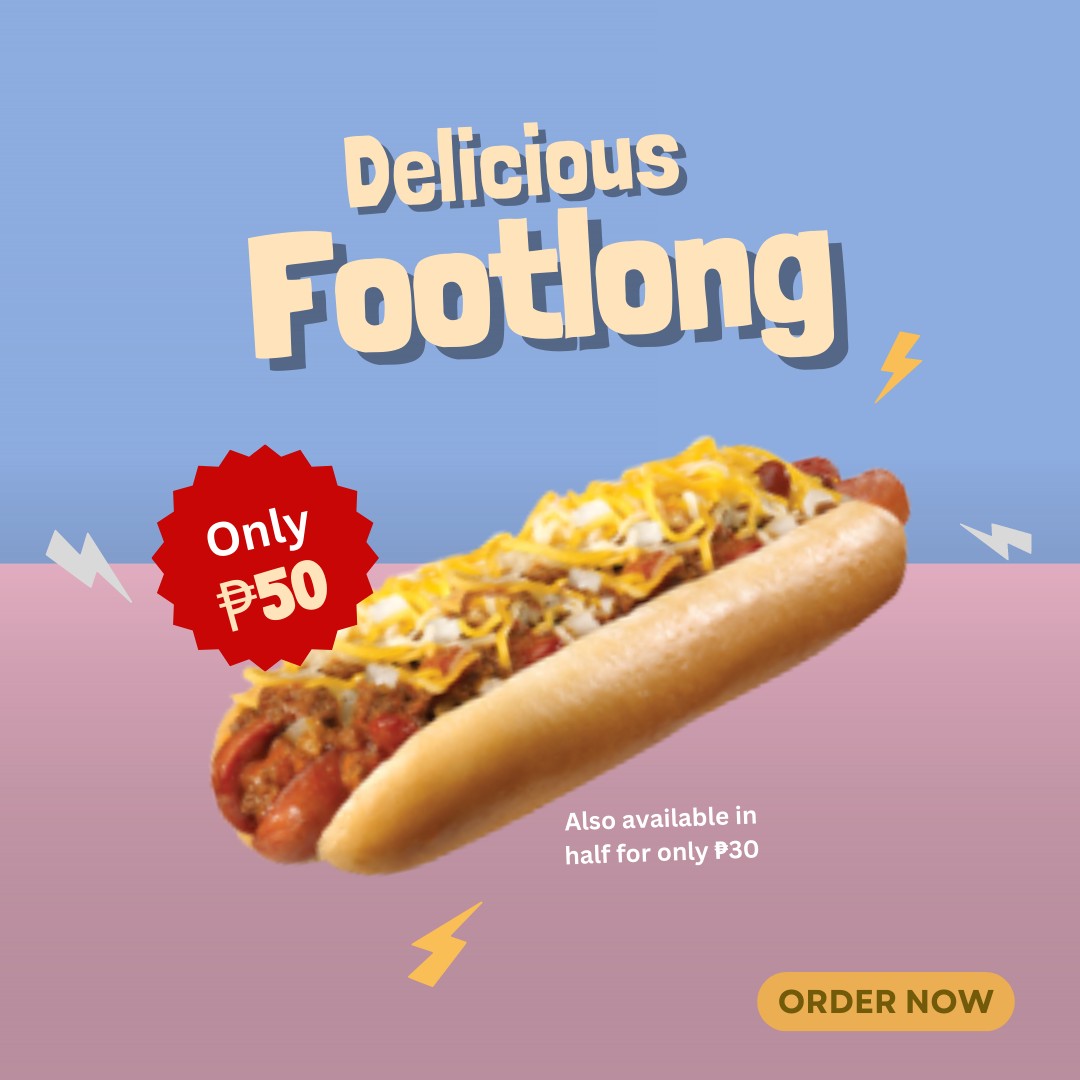 Delicious
Footlong
Only
₱50
Also available in
half for only ₱30
ORDER NOW